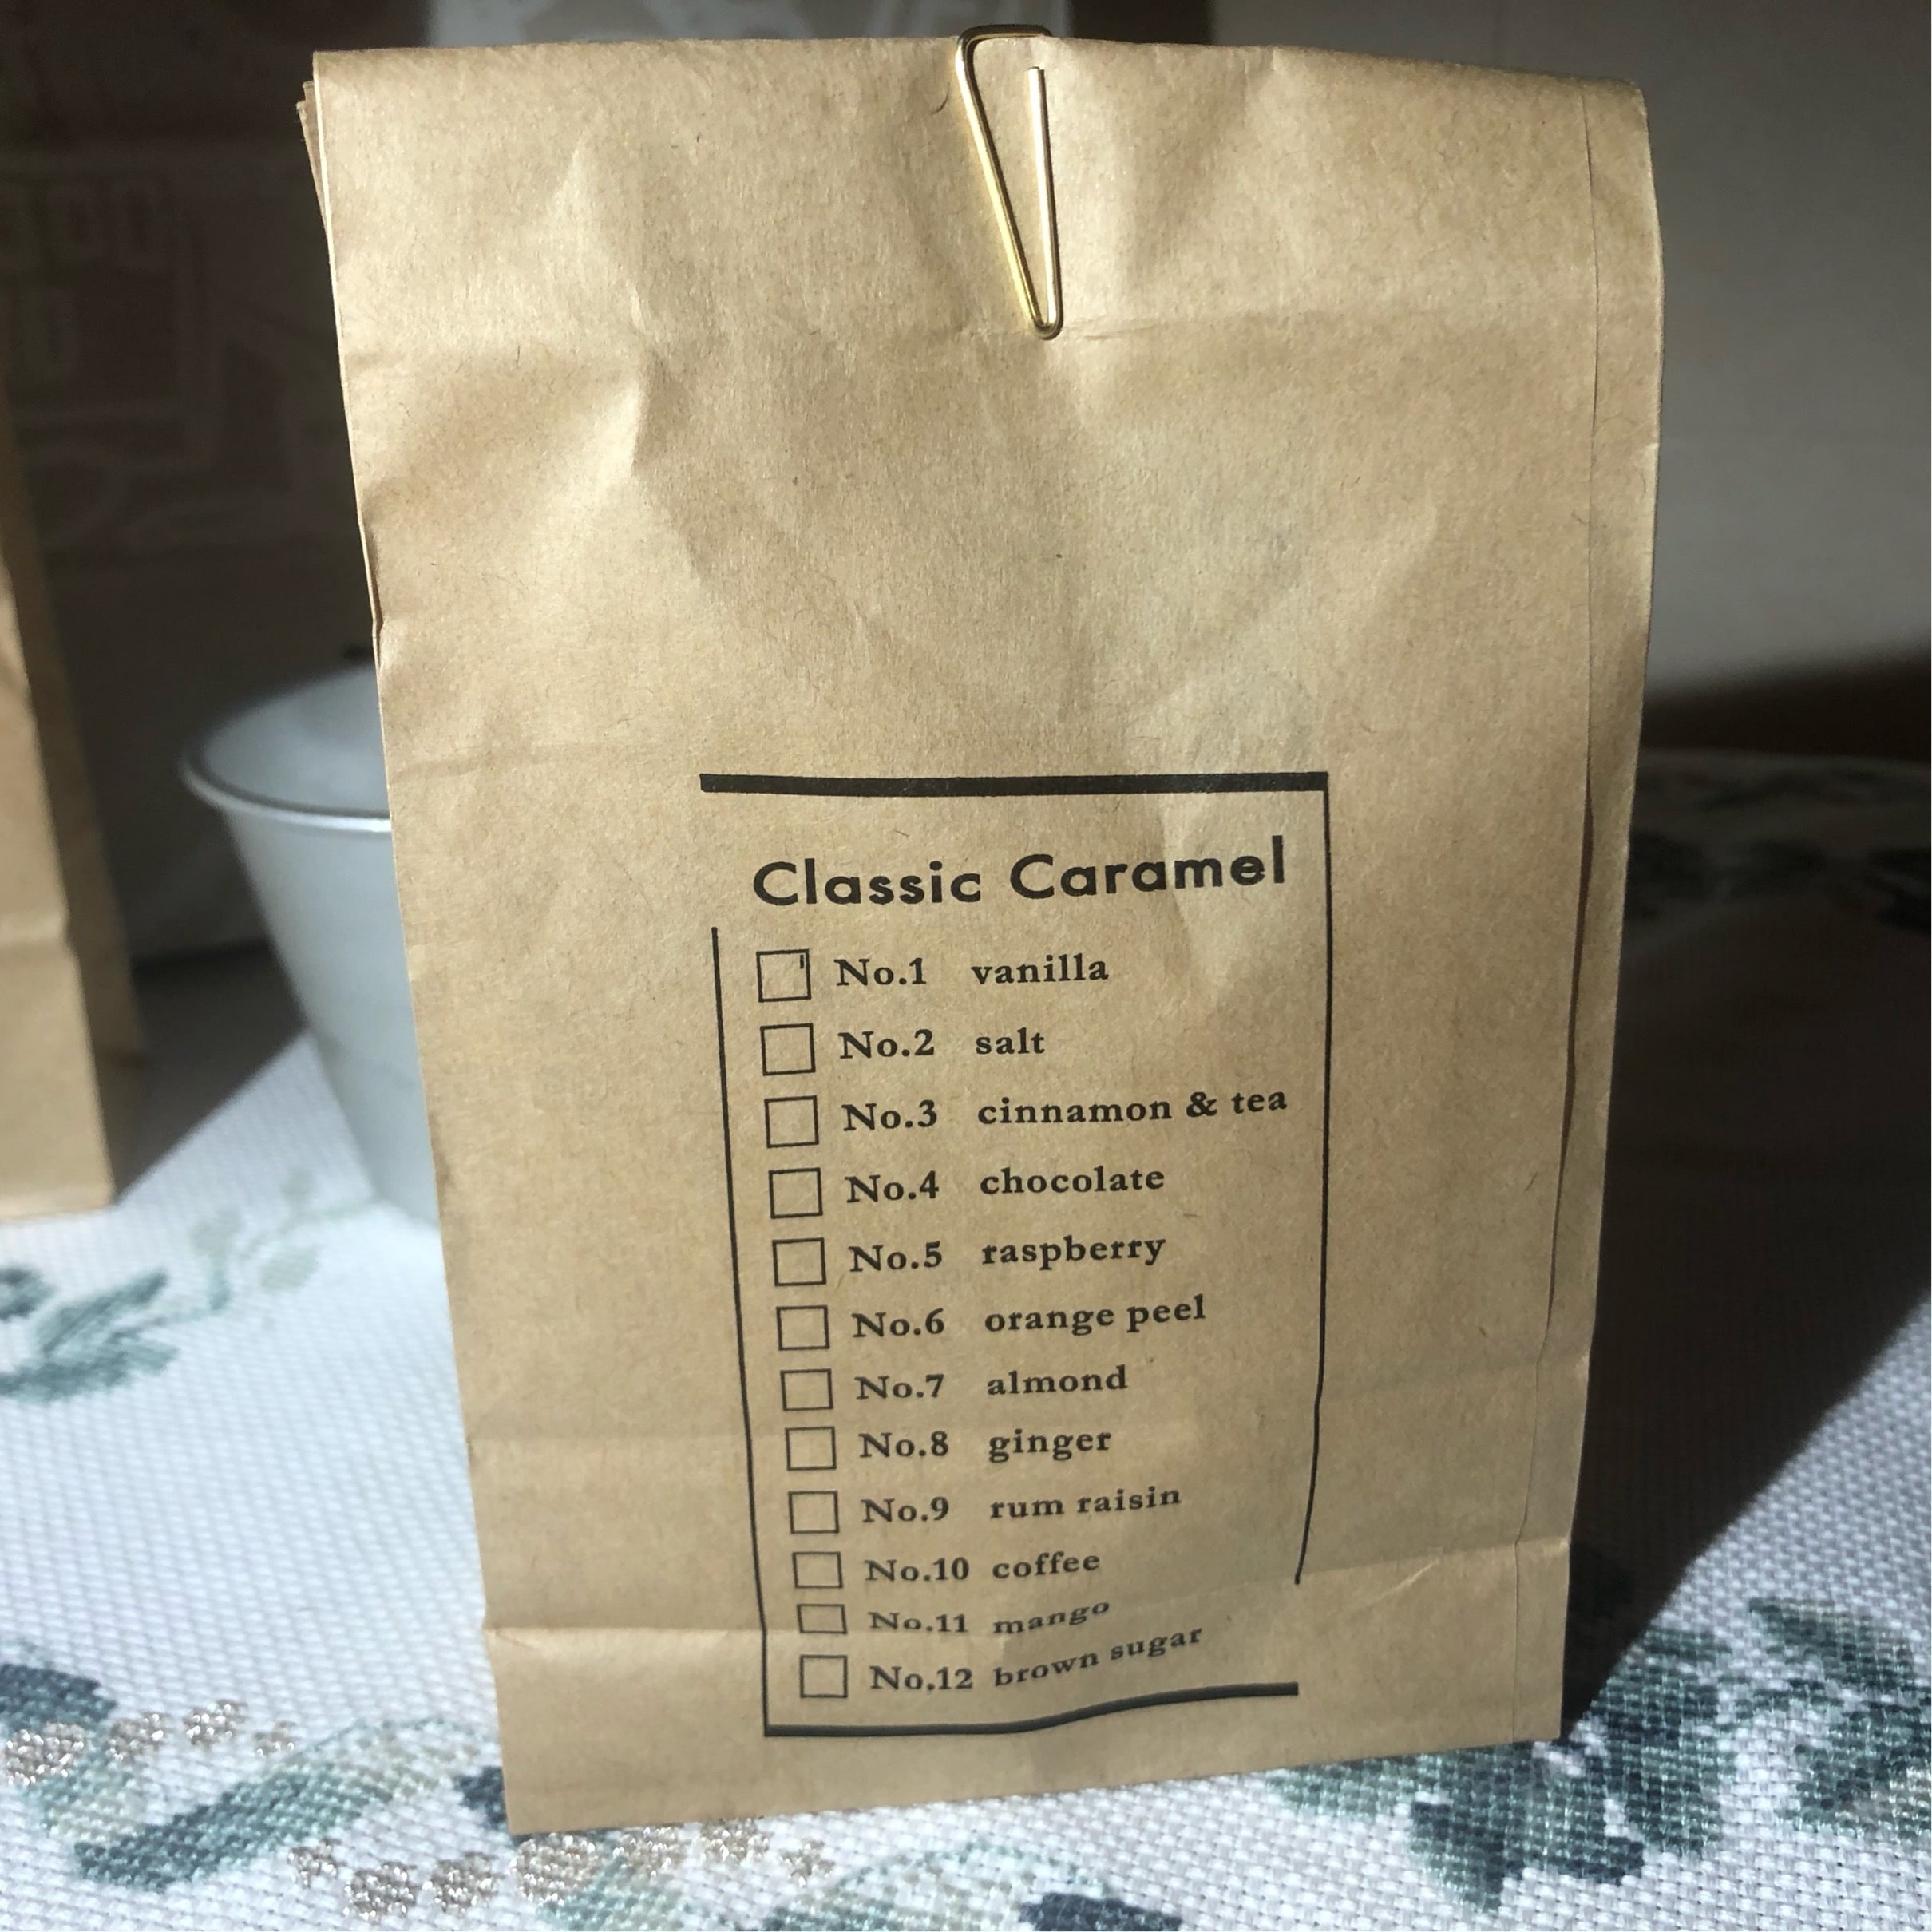 Classic Caramel
No.1 vanilla
No.2 salt
No.3 cinnamon & tea
No.4 chocolate
No.5 raspberry
No.6 orange peel
No.7 almond
No.8 ginger
No.9 rum raisin
No.10 coffee
No.11 mango
No.12 brown sugar